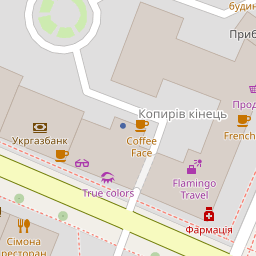 будин
Приб
Прод
Копирів кінець
French
Укргазбанк
Coffee
Face
Flamingo
Travel
True colors
Фармація
Сімона
ресторан